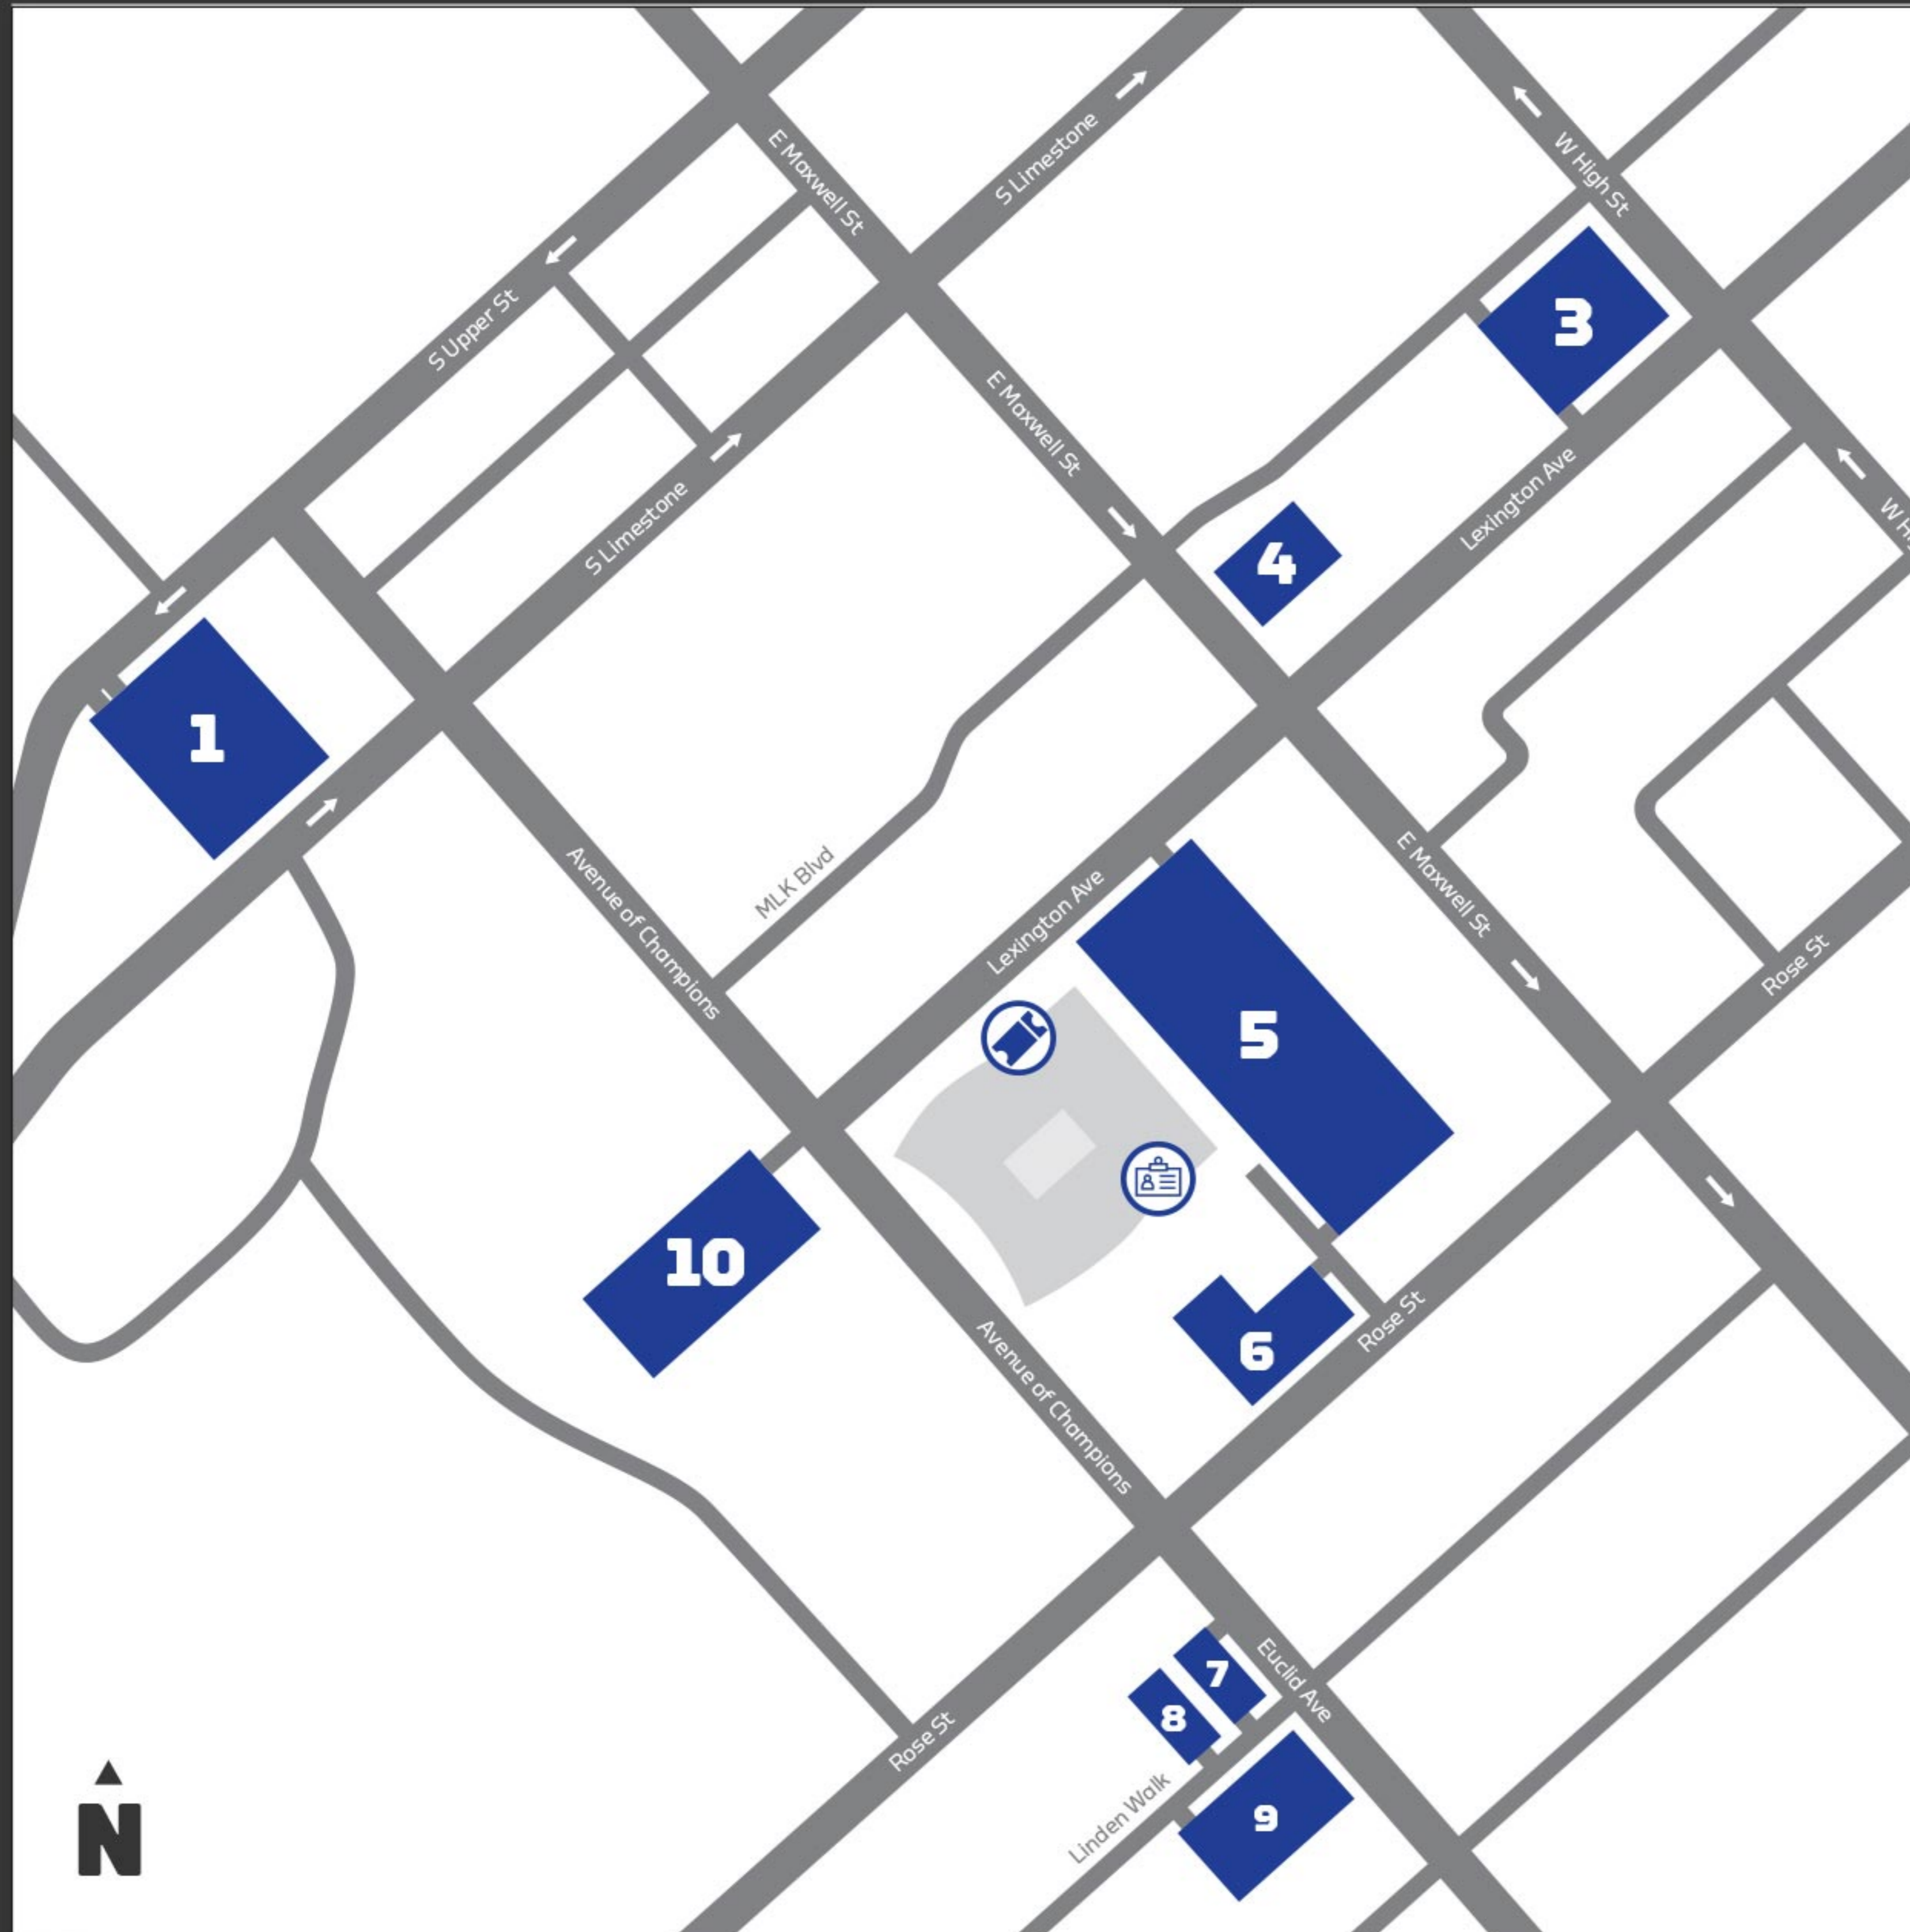 E Maxwell St
S Limestone
W High St
S Upper St
3
E Maxwell St
S Limestone
Lexington Ave
W H
4
1
MLK Blvd
Avenue of Champions
Lexington Ave
E Maxwell St
Rose St
5
10
6
Rose St
Avenue of Champions
7
Euclid Ave
8
Rose St
Linden Walk
9
N